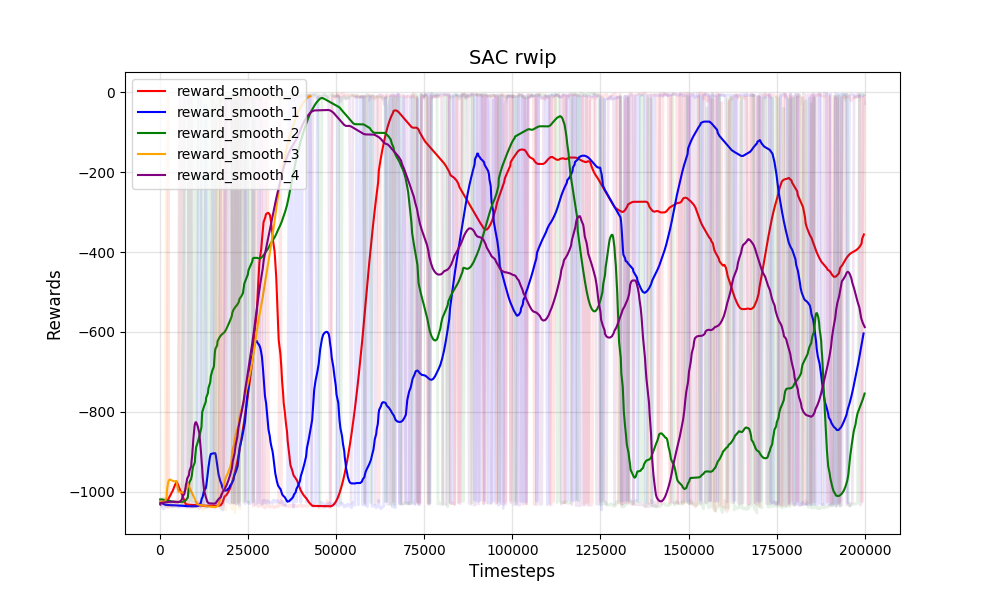 SAC rwip
reward_smooth_0
reward_smooth_1
reward_smooth_2
reward_smooth_3
reward_smooth_4
0
−200
−400
−600
−800
−1000
Rewards
0
25000
50000
75000
100000
125000
150000
175000
200000
Timesteps